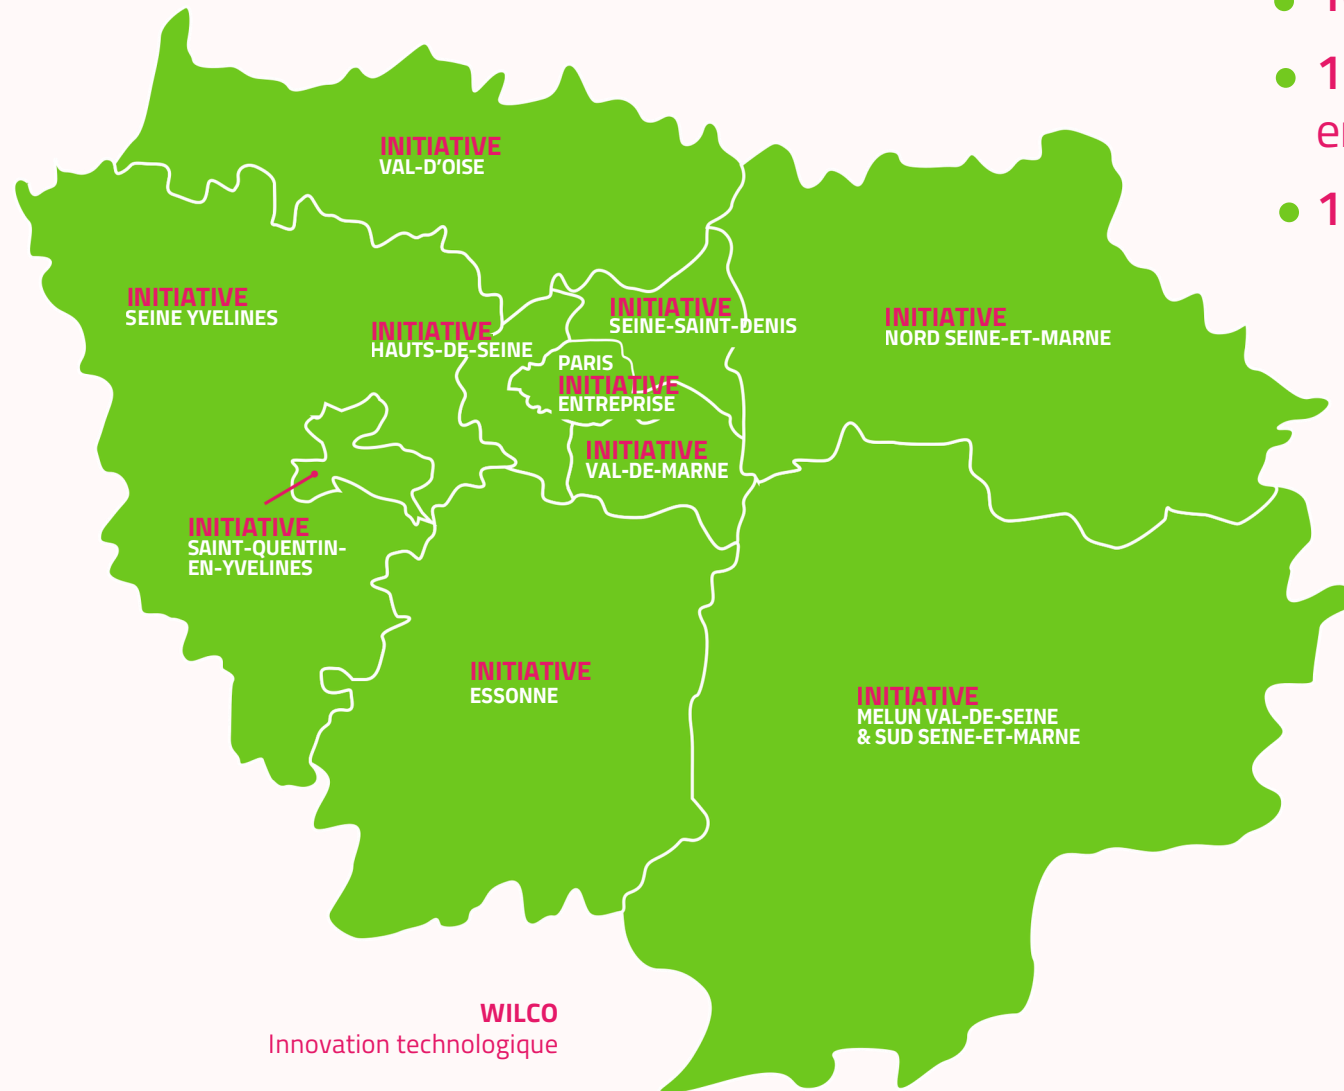 INITIATIVE
VAL-D'OISE
INITIATIVE
SEINE YVELINES
INITIATIVE
HAUTS-DE-SEINE
INITIATIVE
SEINE-SAINT-DENIS
INITIATIVE
NORD SEINE-ET-MARNE
PARIS
INITIATIVE
ENTREPRISE
INITIATIVE
VAL-DE-MARNE
INITIATIVE
SAINT-QUENTIN-
EN-YVELINES
INITIATIVE
ESSONNE
INITIATIVE
MELUN VAL-DE-SEINE
& SUD SEINE-ET-MARNE
WILCO
Innovation technologique
1
1